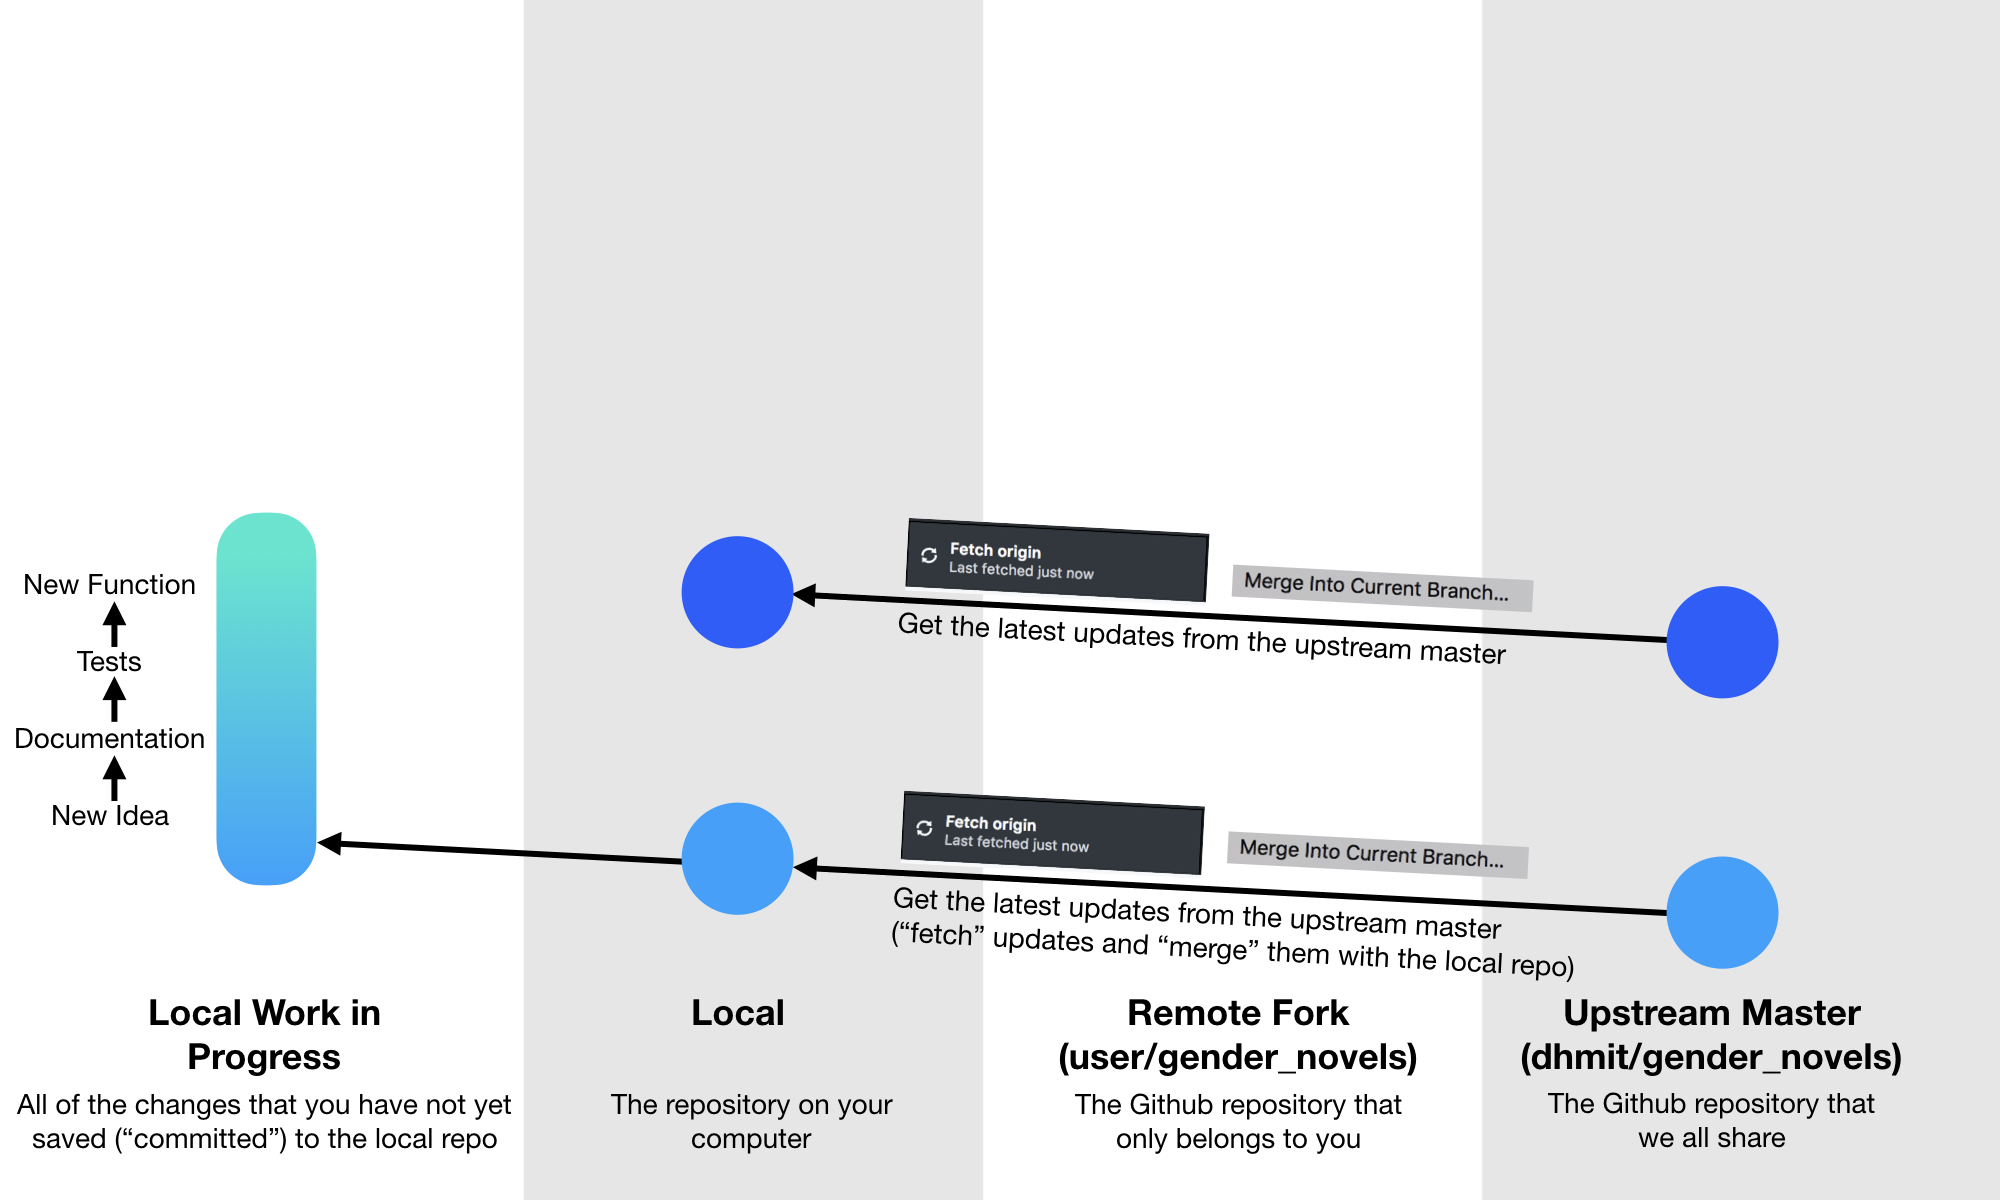 New Function
Tests
Documentation
New Idea
Fetch origin
Last fetched just now
Merge Into Current Branch...
Get the latest updates from the upstream master
Fetch origin
Last fetched just now
Merge Into Current Branch...
Get the latest updates from the upstream master
(“fetch” updates and “merge” them with the local repo)
Local Work in
Progress
All of the changes that you have not yet
saved (“committed”) to the local repo
Local
The repository on your
computer
Remote Fork
(user/gender_novels)
The Github repository that
only belongs to you
Upstream Master
(dhmit/gender_novels)
The Github repository that
we all share